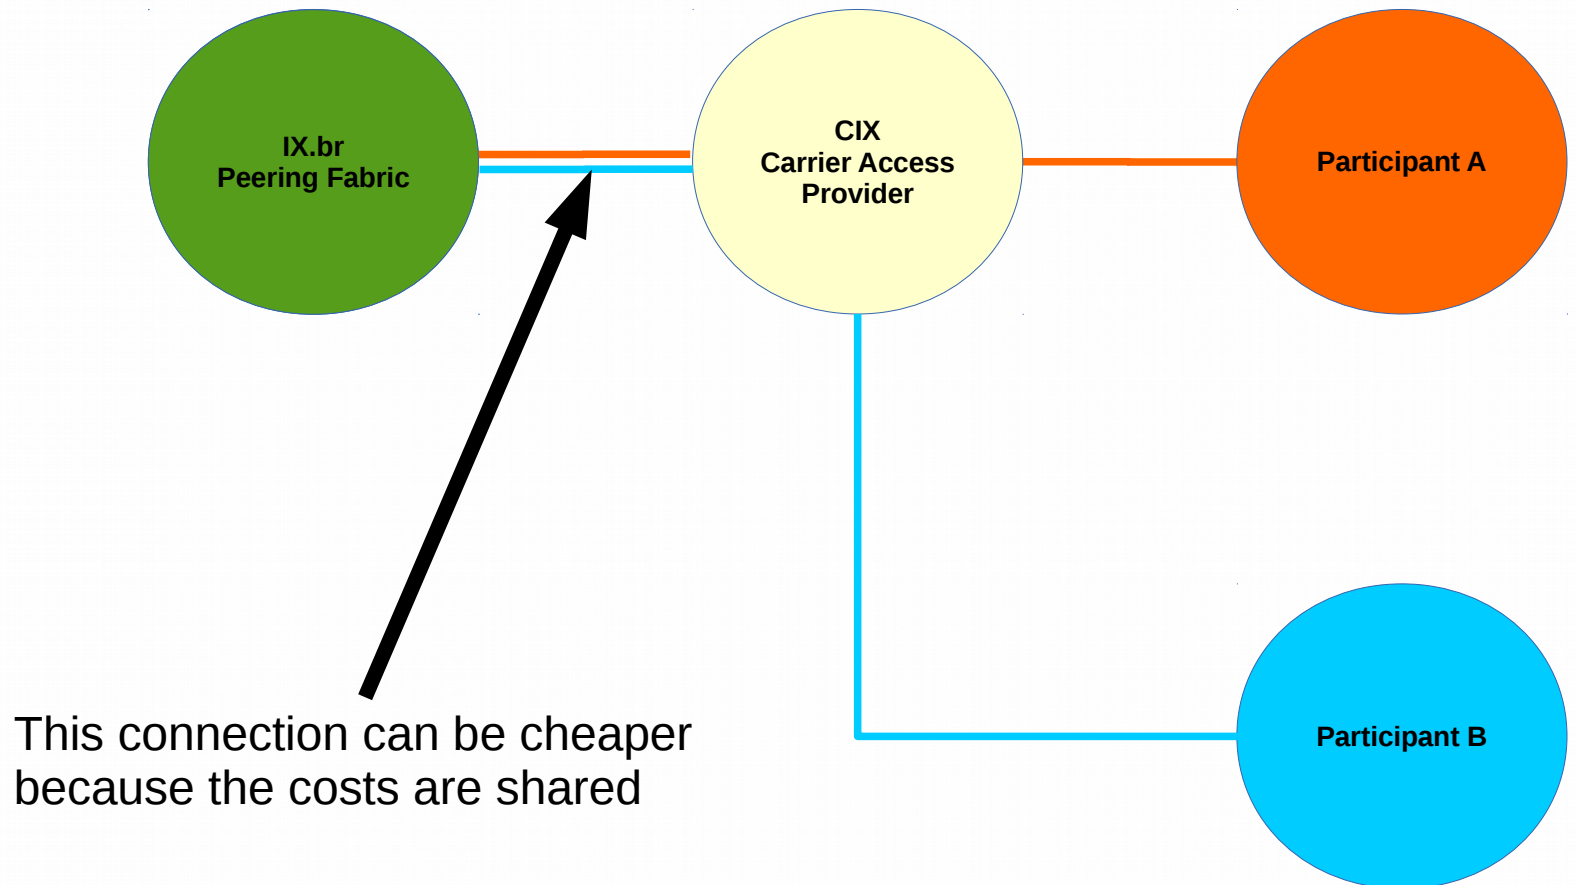 IX.br
Peering Fabric
CIX
Carrier Access
Provider
Participant A
Participant B
This connection can be cheaper
because the costs are shared